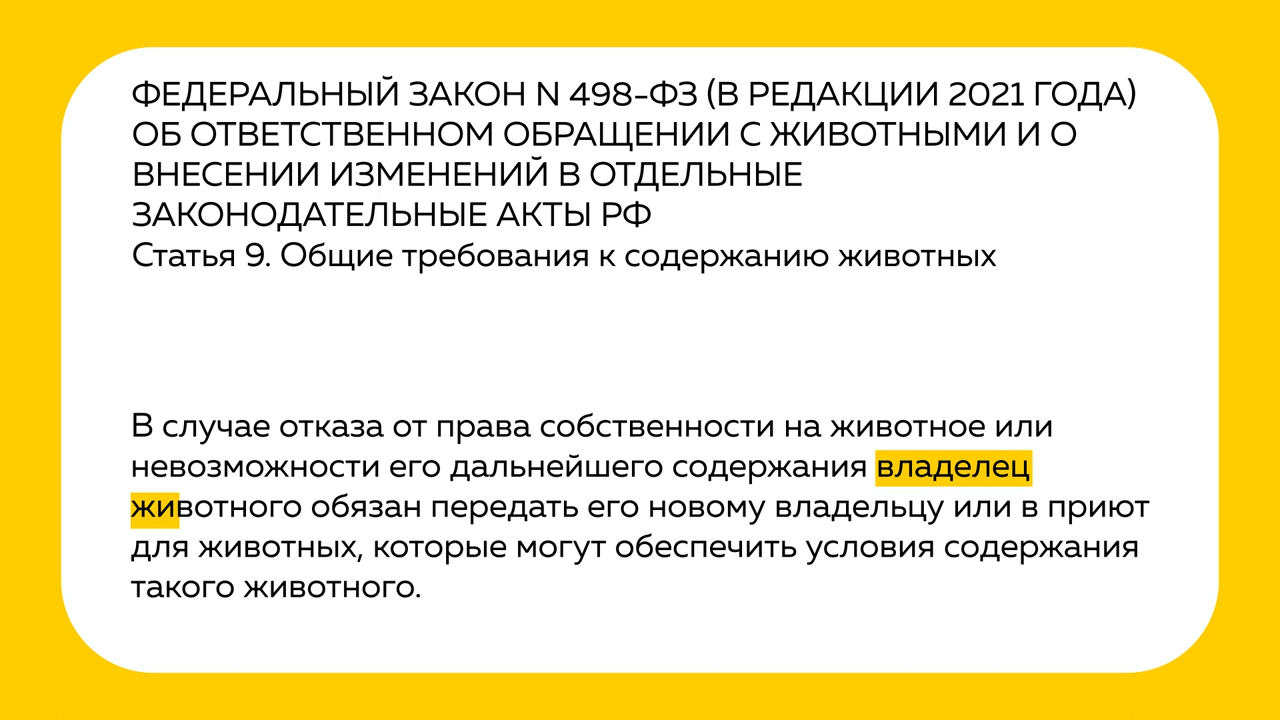 ФЕДЕРАЛЬНЫЙ ЗАКОН N 498-ФЗ (В РЕДАКЦИИ 2021 ГОДА)
ОБ ОТВЕТСТВЕННОМ ОБРАЩЕНИИ С ЖИВОТНЫМИ И О
ВНЕСЕНИИ ИЗМЕНЕНИЙ В ОТДЕЛЬНЫЕ
ЗАКОНОДАТЕЛЬНЫЕ АКТЫ РФ
Статья 9. Общие требования к содержанию животных
В случае отказа от права собственности на животное или
невозможности его дальнейшего содержания владелец
животного обязан передать его новому владельцу или в приют
для животных, которые могут обеспечить условия содержания
такого животного.